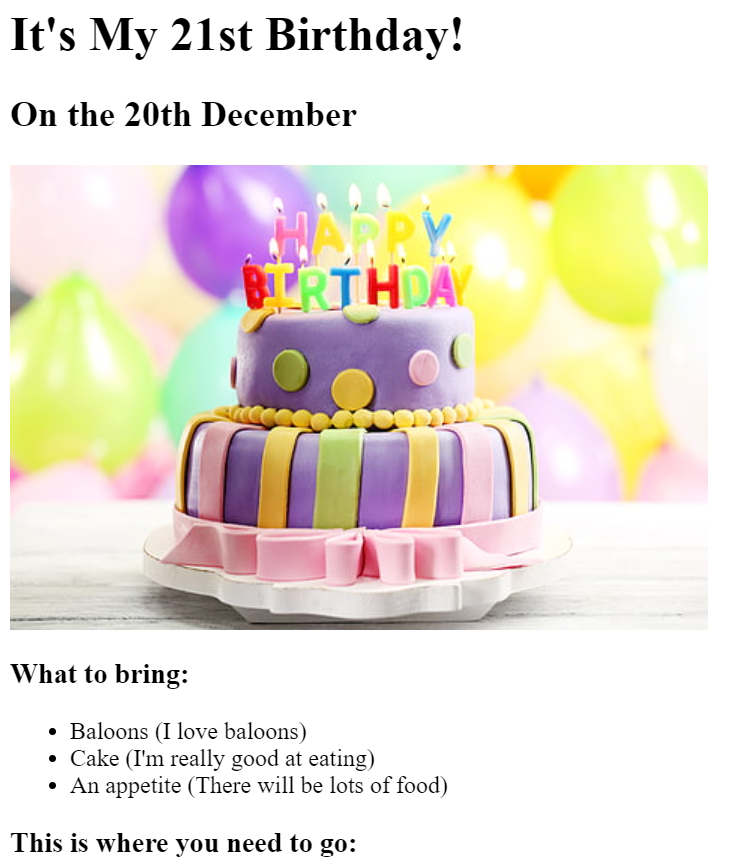 It's My 21st Birthday!
On the 20th December
HAPPY
BIRTHDAY
What to bring:
Baloons (I love baloons)
Cake (I'm really good at eating)
An appetite (There will be lots of food)
This is where you need to go: